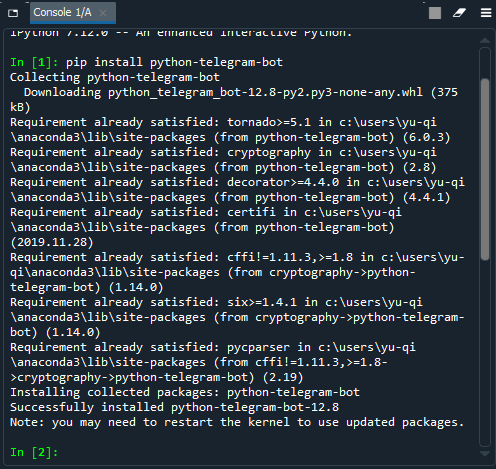 Console 1/A
IPython 7.12.0 -- An enhanced Interactive Python.
In [1]: pip install python-telegram-bot
Collecting python-telegram-bot
  Downloading python_telegram_bot-12.8-py2.py3-none-any.whl (375
kB)
Requirement already satisfied: tornado>=5.1 in c:\users\yu-qi
\anaconda3\lib\site-packages (from python-telegram-bot) (6.0.3)
Requirement already satisfied: cryptography in c:\users\yu-qi
\anaconda3\lib\site-packages (from python-telegram-bot) (2.8)
Requirement already satisfied: decorator>=4.4.0 in c:\users\yu-qi
\anaconda3\lib\site-packages (from python-telegram-bot) (4.4.1)
Requirement already satisfied: certifi in c:\users\yu-qi
\anaconda3\lib\site-packages (from python-telegram-bot)
(2019.11.28)
Requirement already satisfied: cffi!=1.11.3,>=1.8 in c:\users\yu-
qi\anaconda3\lib\site-packages (from cryptography->python-
telegram-bot) (1.14.0)
Requirement already satisfied: six>=1.4.1 in c:\users\yu-qi
\anaconda3\lib\site-packages (from cryptography->python-telegram-
bot) (1.14.0)
Requirement already satisfied: pycparser in c:\users\yu-qi
\anaconda3\lib\site-packages (from cffi!=1.11.3,>=1.8-
>cryptography->python-telegram-bot) (2.19)
Installing collected packages: python-telegram-bot
Successfully installed python-telegram-bot-12.8
Note: you may need to restart the kernel to use updated packages.
In [2]: